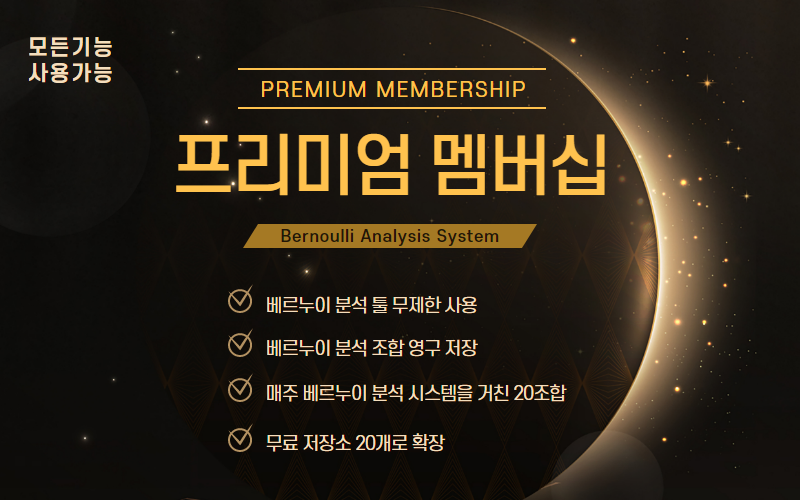 모든기능
사용가능
PREMIUM MEMBERSHIP
프리미엄 멤버십
Bernoulli Analysis System
베르누이 분석 툴 무제한 사용
베르누이 분석 조합 영구 저장
매주 베르누이 분석 시스템을 거친 20조합
무료 저장소 20개로 확장